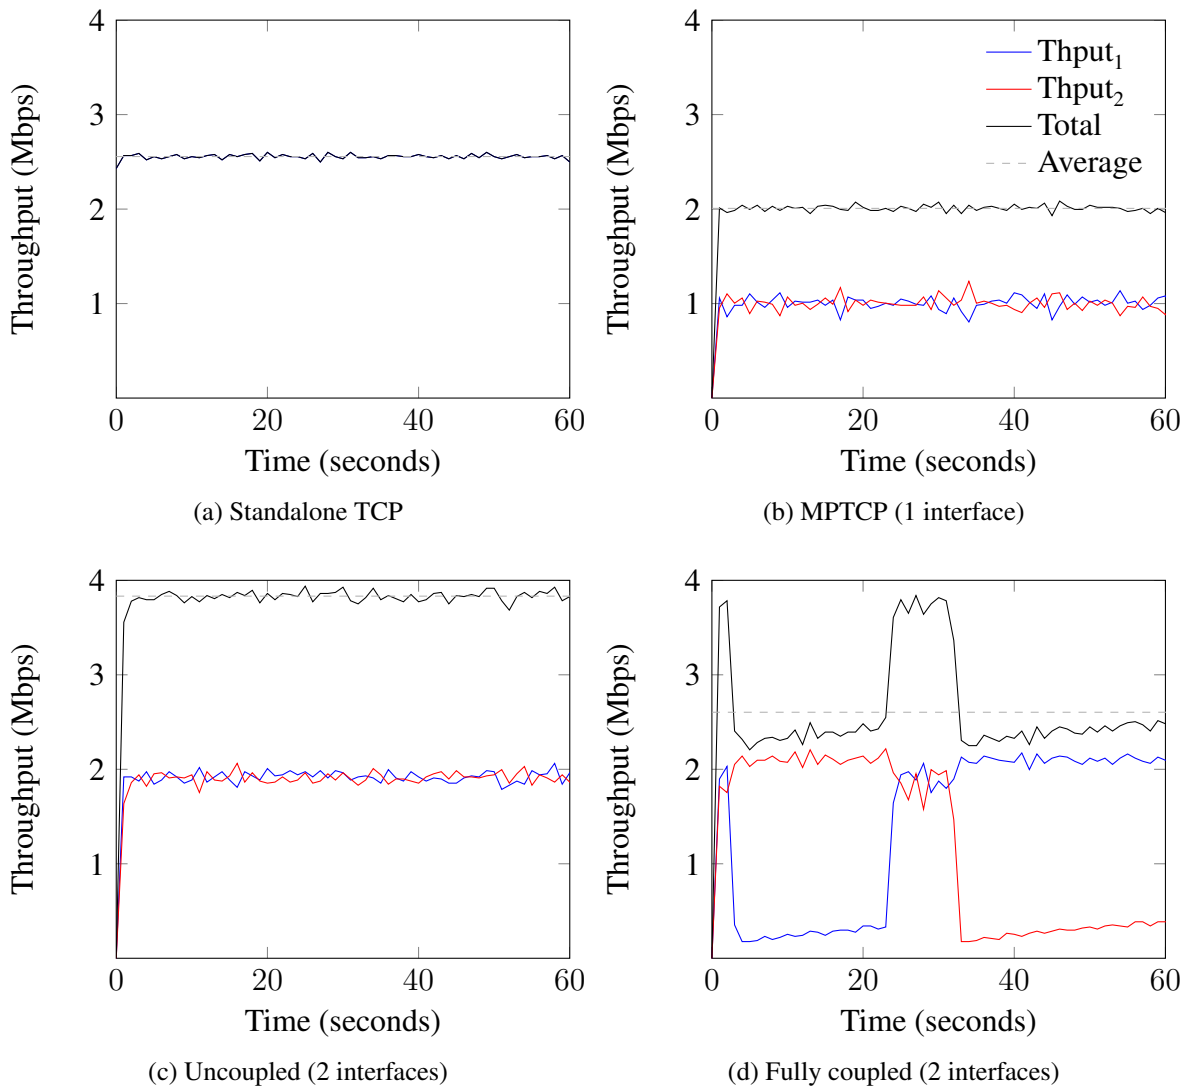 4
3
2
1
0
20
40
60
Throughput (Mbps)
Time (seconds)
(a) Standalone TCP
4
3
2
1
0
20
40
60
Throughput (Mbps)
Time (seconds)
Thput1
Thput2
Total
Average
(b) MPTCP (1 interface)
4
3
2
1
0
20
40
60
Throughput (Mbps)
Time (seconds)
(c) Uncoupled (2 interfaces)
4
3
2
1
0
20
40
60
Throughput (Mbps)
Time (seconds)
(d) Fully coupled (2 interfaces)